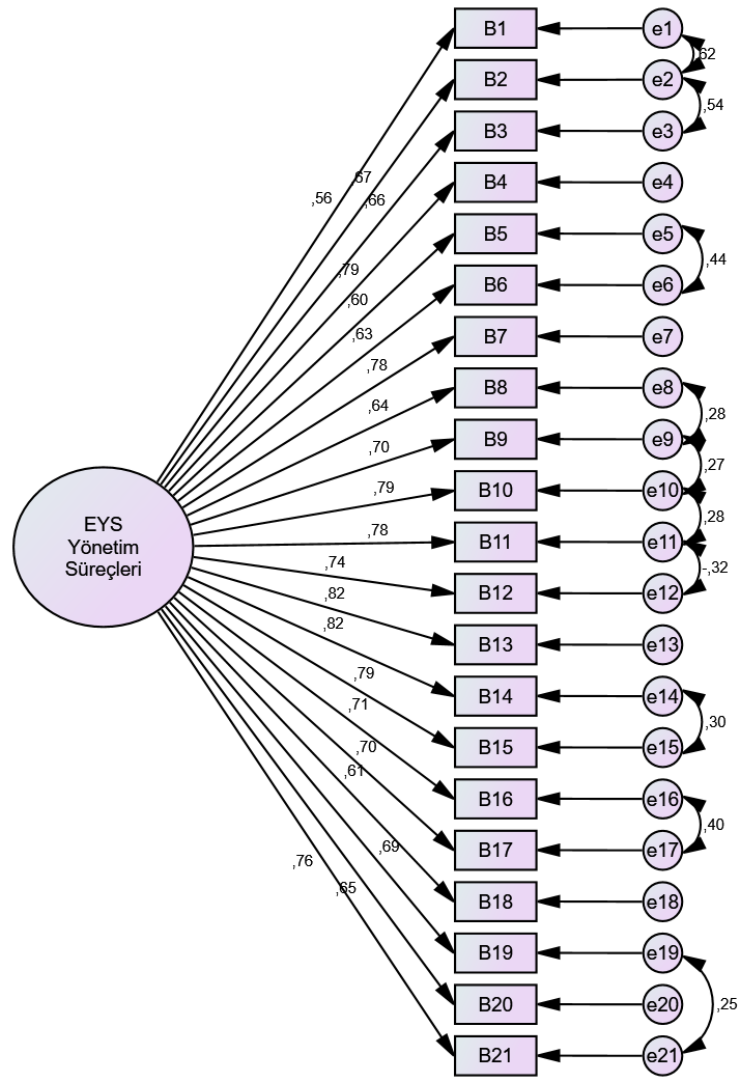 B1
e1
,62
B2
e2
,54
B3
e3
,67
,56
,66
B4
e4
B5
e5
,44
,79
B6
e6
,60
,63
B7
e7
,78
B8
e8
,64
,28
B9
e9
,70
,27
B10
e10
,79
,28
B11
e11
,78
EYS
Yönetim
Süreçleri
-,32
B12
e12
,74
,82
B13
e13
,82
B14
e14
,79
,30
B15
e15
,71
,70
B16
e16
,61
,40
B17
e17
,69
,76
,65
B18
e18
B19
e19
,25
B20
e20
B21
e21